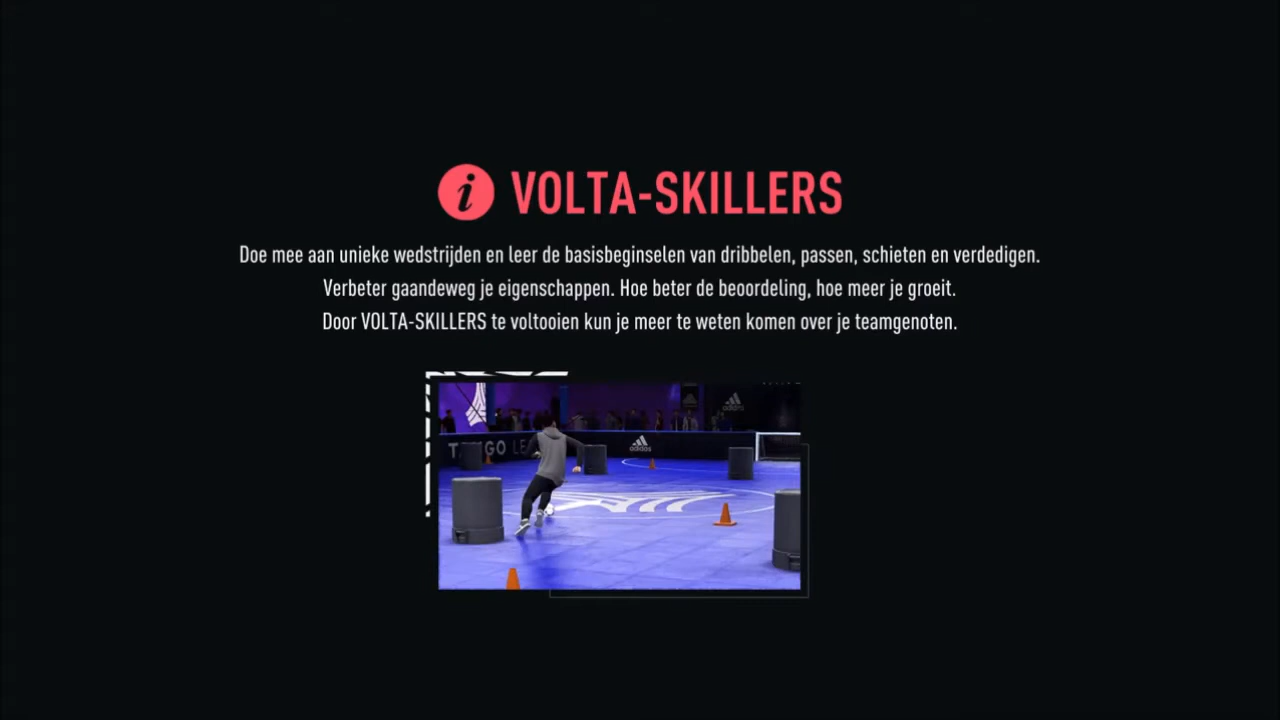 VOLTA-SKILLERS
Doe mee aan unieke wedstrijden en leer de basisbeginselen van dribbelen, passen, schieten en verdedigen.
Verbeter gaandeweg je eigenschappen. Hoe beter de beoordeling, hoe meer je groeit.
Door VOLTA-SKILLERS te voltooien kun je meer te weten komen over je teamgenoten.
adidas
adidas